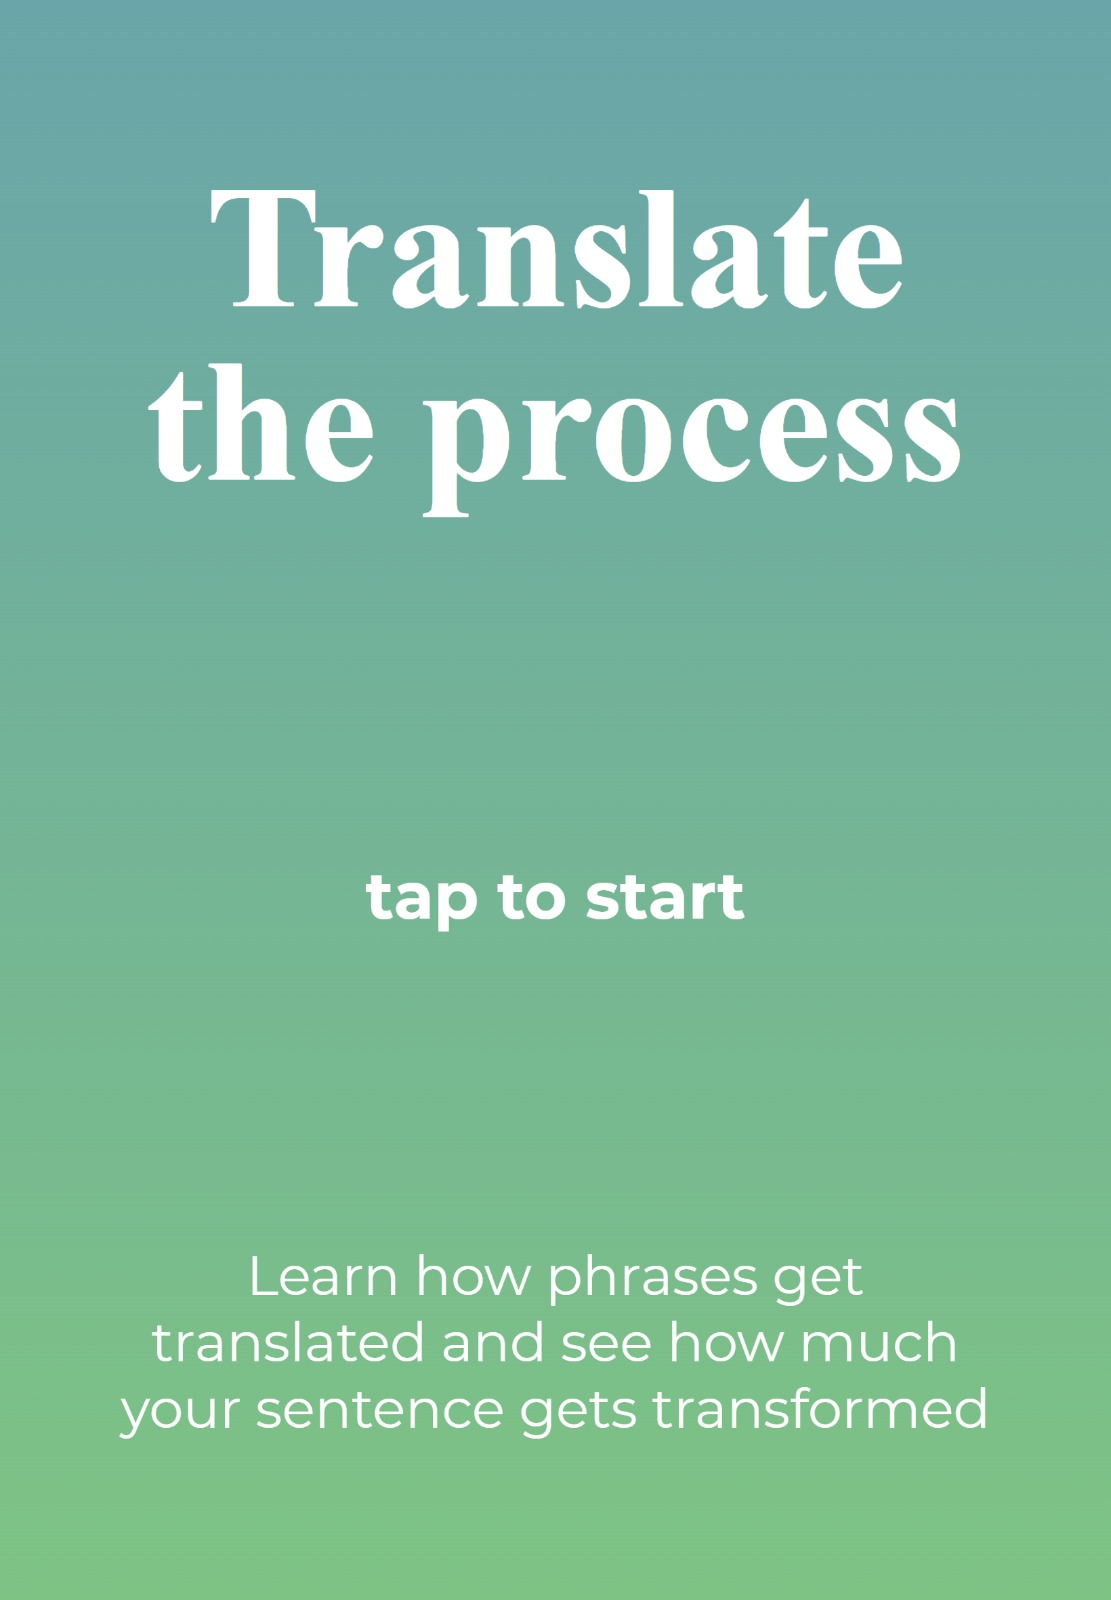 Translate
the process
tap to start
Learn how phrases get
translated and see how much
your sentence gets transformed